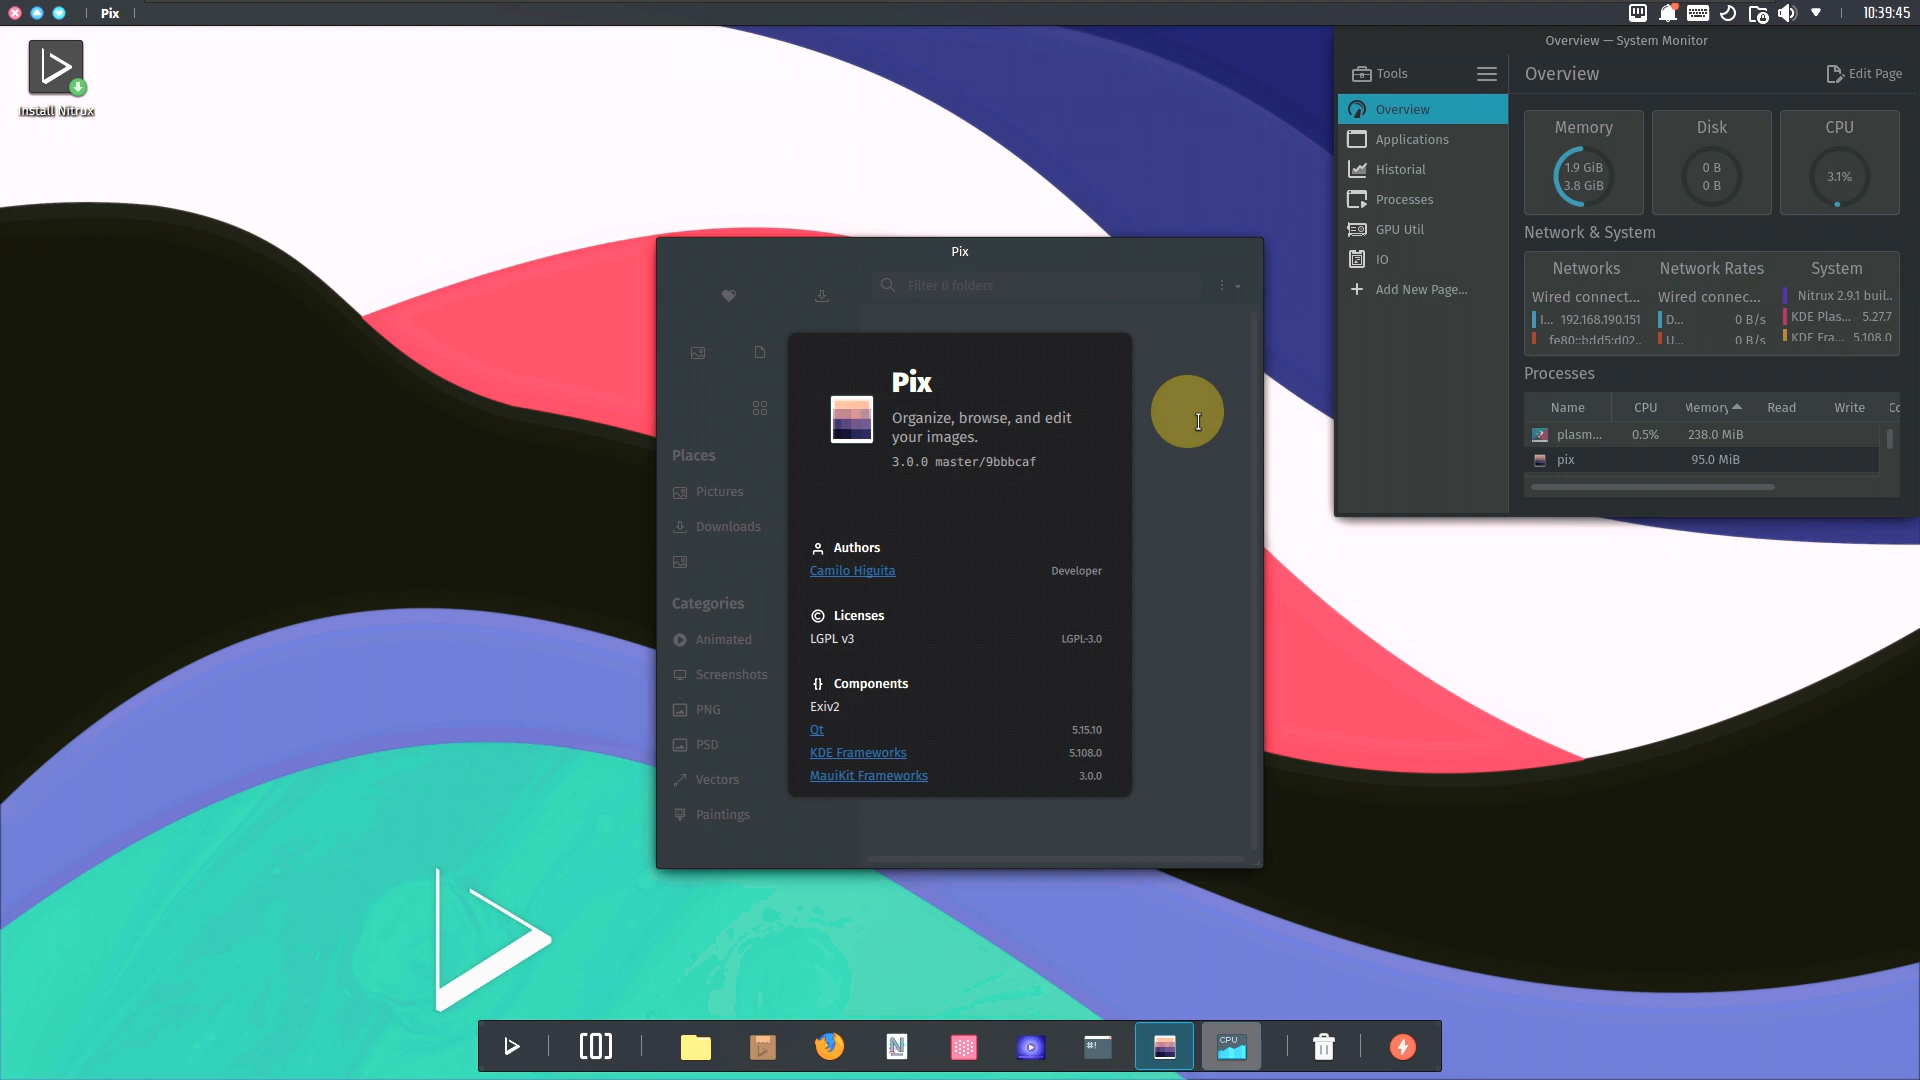 Pix
10:39:45
Install Nitrux
Overview — System Monitor
Tools
Overview
Edit Page
Overview
Applications
Historial
Processes
GPU Util
IO
Add New Page...
Memory
1.9 GiB
3.8 GiB
Disk
0 B
0 B
CPU
3.1%
Network & System
Networks
Wired connect...
I... 192.168.190.151
fe80::bdd5:d02..
Network Rates
Wired connec...
D... 0 B/s
U... 0 B/s
System
Nitrux 2.9.1 buil..
KDE Plas... 5.27.7
KDE Fra... 5.108.0
Processes
Name CPU Memory Read Write Co
plasm... 0.5% 238.0 MiB
pix 95.0 MiB
Pix
Filter 0 folders
Places
Pictures
Downloads
Categories
Animated
Screenshots
PNG
PSD
Vectors
Paintings
Pix
Organize, browse, and edit
your images.
3.0.0 master/9bbbcaf
Authors
Camilo Higuita Developer
Licenses
LGPL v3 LGPL-3.0
Components
Exiv2
Qt 5.15.10
KDE Frameworks 5.108.0
MauiKit Frameworks 3.0.0
N
#!
CPU